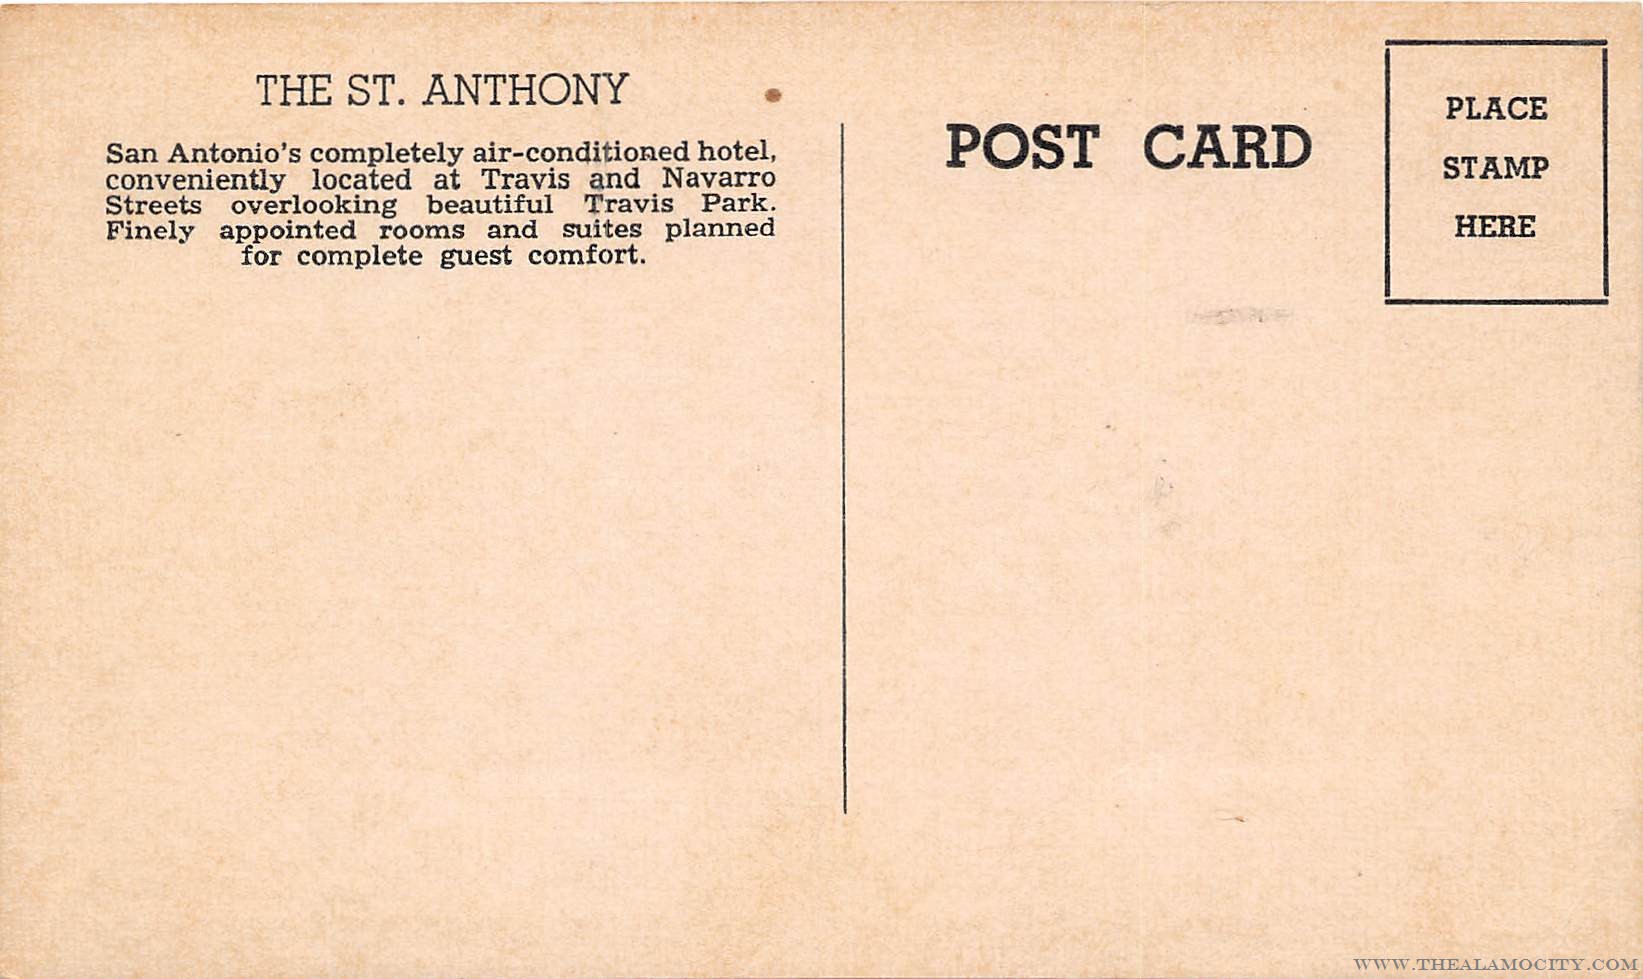 THE ST. ANTHONY
San Antonio's completely air-conditioned hotel,
conveniently located at Travis and Navarro
Streets overlooking beautiful Travis Park.
Finely appointed rooms and suites planned
for complete guest comfort.
POST CARD
PLACE
STAMP
HERE
WWW.THEALAMOCITY.COM